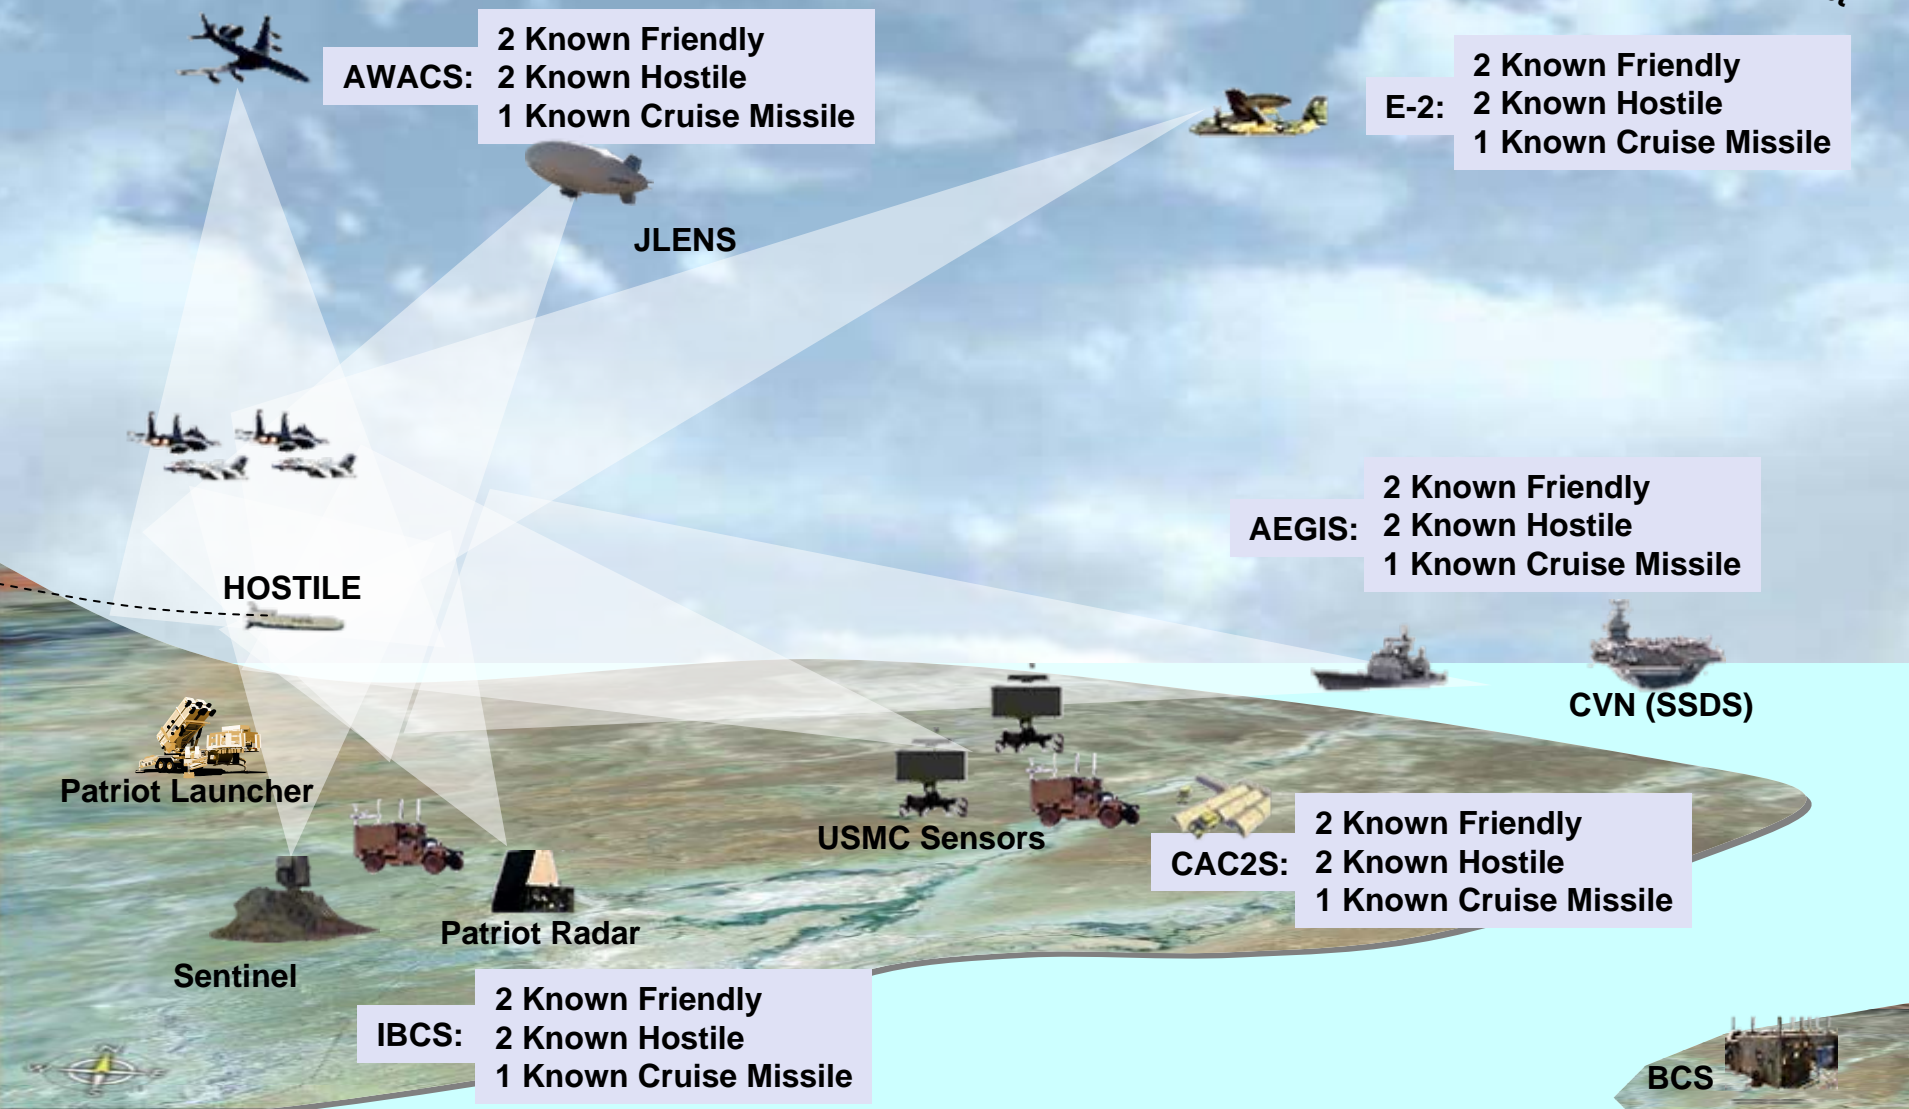 2 Known Friendly
AWACS: 2 Known Hostile
1 Known Cruise Missile
2 Known Friendly
E-2: 2 Known Hostile
1 Known Cruise Missile
JLENS
2 Known Friendly
AEGIS: 2 Known Hostile
1 Known Cruise Missile
HOSTILE
CVN (SSDS)
Patriot Launcher
USMC Sensors
2 Known Friendly
CAC2S: 2 Known Hostile
1 Known Cruise Missile
Patriot Radar
Sentinel
2 Known Friendly
IBCS: 2 Known Hostile
1 Known Cruise Missile
BCS